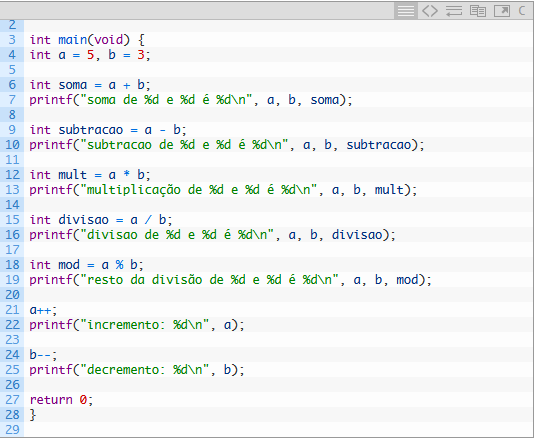 C
2
3 int main(void) {
4 int a = 5, b = 3;
5
6 int soma = a + b;
7 printf("soma de %d e %d é %d\n", a, b, soma);
8
9 int subtracao = a - b;
10 printf("subtracao de %d e %d é %d\n", a, b, subtracao);
11
12 int mult = a * b;
13 printf("multiplicação de %d e %d é %d\n", a, b, mult);
14
15 int divisao = a / b;
16 printf("divisao de %d e %d é %d\n", a, b, divisao);
17
18 int mod = a % b;
19 printf("resto da divisão de %d e %d é %d\n", a, b, mod);
20
21 a++;
22 printf("incremento: %d\n", a);
23
24 b--;
25 printf("decremento: %d\n", b);
26
27 return 0;
28 }
29